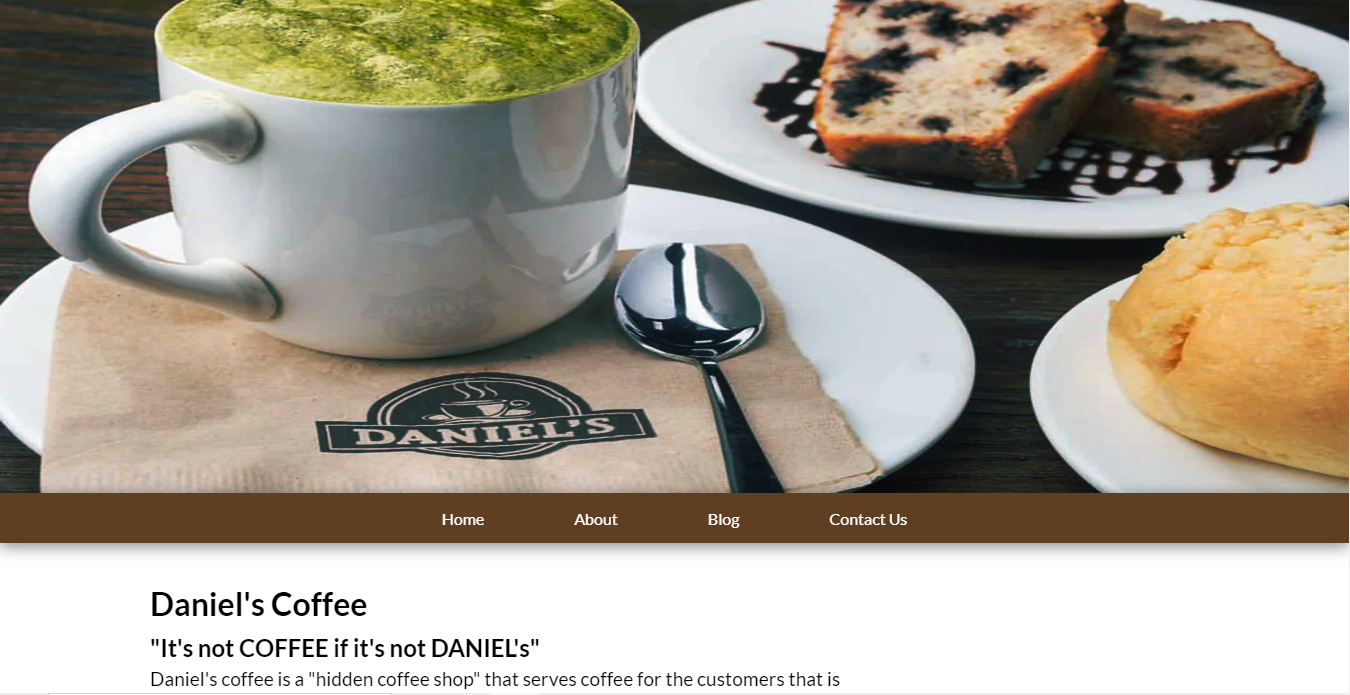 DANIEL'S
Home About Blog Contact Us
Daniel's Coffee
"It's not COFFEE if it's not DANIEL's"
Daniel's coffee is a "hidden coffee shop" that serves coffee for the customers that is